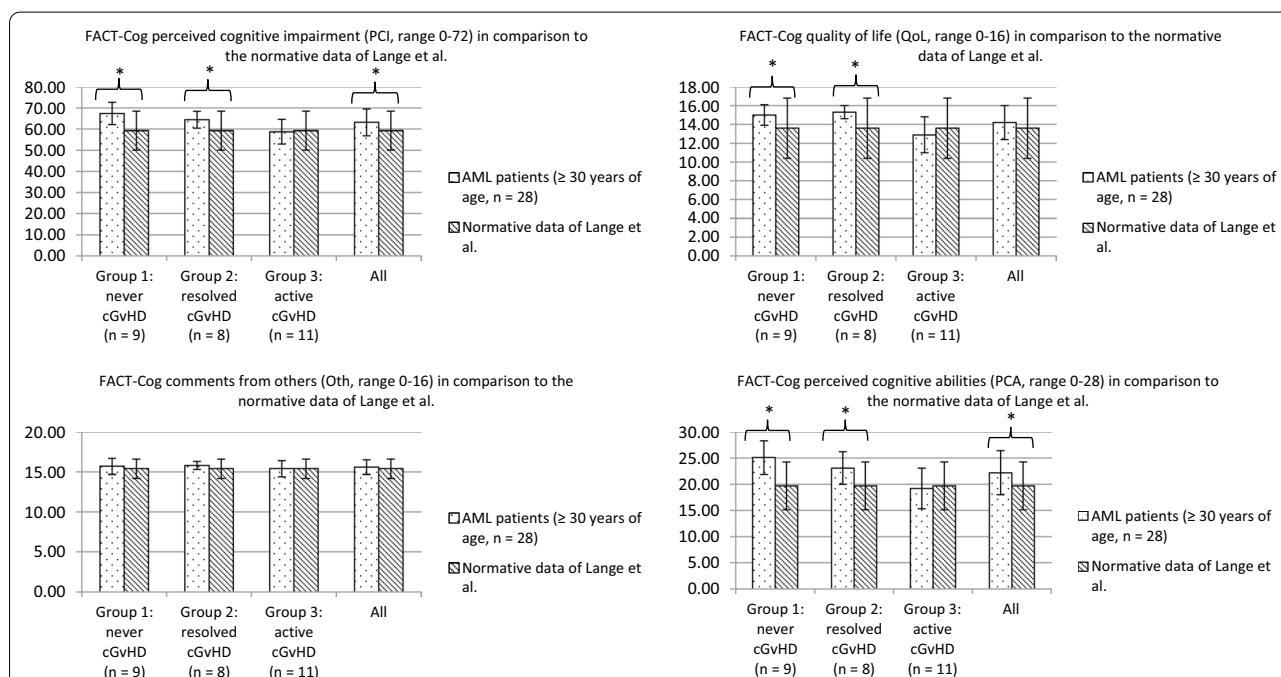 FACT-Cog perceived cognitive impairment (PCI, range 0-72) in comparison to
the normative data of Lange et al.
*
*
*
80.00
70.00
60.00
50.00
40.00
30.00
20.00
10.00
0.00
Group 1:
never
cGvHD
(n = 9)
Group 2:
resolved
cGvHD
(n = 8)
Group 3:
active
cGvHD
(n = 11)
All
AML patients (≥ 30 years of
age, n = 28)
Normative data of Lange et
al.
FACT-Cog quality of life (QoL, range 0-16) in comparison to the normative
data of Lange et al.
*
*
18.00
16.00
14.00
12.00
10.00
8.00
6.00
4.00
2.00
0.00
Group 1:
never
cGvHD
(n = 9)
Group 2:
resolved
cGvHD
(n = 8)
Group 3:
active
cGvHD
(n = 11)
All
AML patients (≥ 30 years of
age, n = 28)
Normative data of Lange et
al.
FACT-Cog comments from others (Oth, range 0-16) in comparison to the
normative data of Lange et al.
20.00
15.00
10.00
5.00
0.00
Group 1:
never
cGvHD
(n = 9)
Group 2:
resolved
cGvHD
(n = 8)
Group 3:
active
cGvHD
(n = 11)
All
AML patients (≥ 30 years of
age, n = 28)
Normative data of Lange et
al.
FACT-Cog perceived cognitive abilities (PCA, range 0-28) in comparison to
the normative data of Lange et al.
*
*
*
30.00
25.00
20.00
15.00
10.00
5.00
0.00
Group 1:
never
cGvHD
(n = 9)
Group 2:
resolved
cGvHD
(n = 8)
Group 3:
active
cGvHD
(n = 11)
All
AML patients (≥ 30 years of
age, n = 28)
Normative data of Lange et
al.